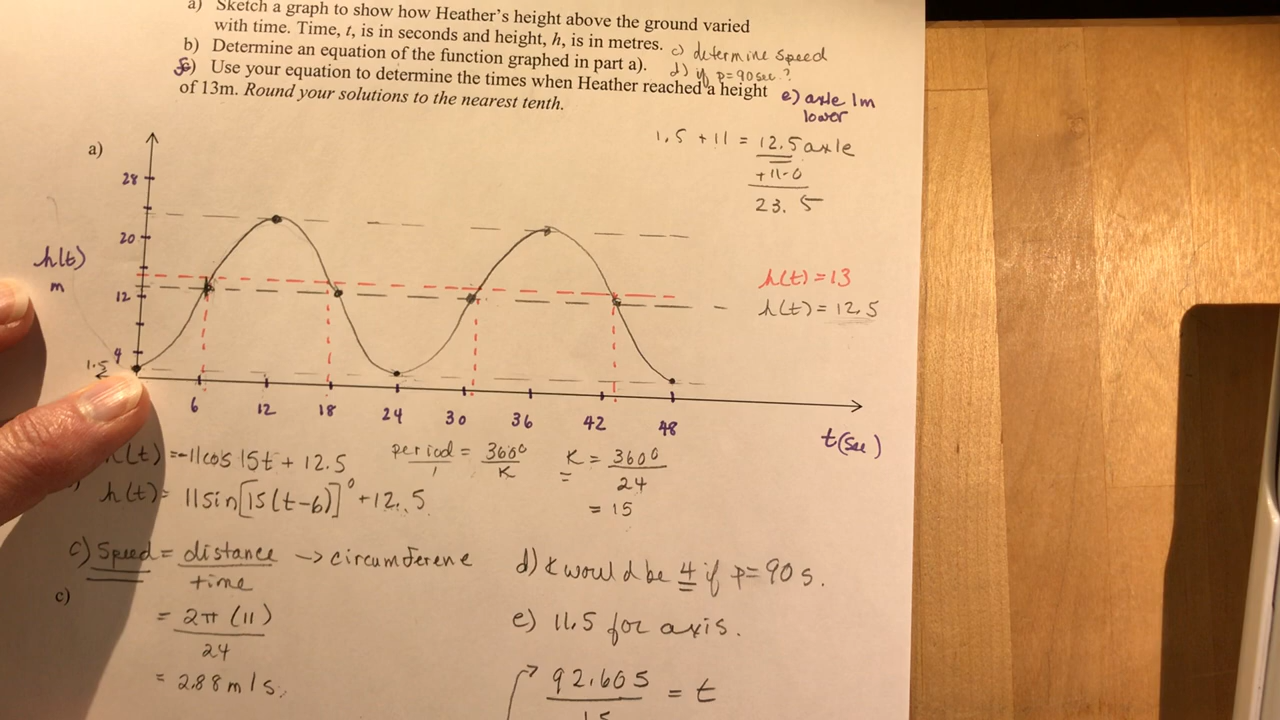 a) Sketch a graph to show how Heather's height above the ground varied
with time. Time, t, is in seconds and height, h, is in metres.
c) determine speed
b) Determine an equation of the function graphed in part a).
d) if p=90sec.?
f) Use your equation to determine the times when Heather reached a height
of 13m. Round your solutions to the nearest tenth.
e) axle 1m
lower
1.5 + 11 = 12.5 axle
+11.0
23.5
a)
28
20
12
4
1.5
h(t)
m
h(t) = 13
h(t) = 12.5
6 12 18 24 30 36 42 48
t(sec)
h(t) = -11cos 15t + 12.5
period = 360° / K
1
K = 360° / 24
= 15
h(t) = 11sin[15(t-6)]° + 12.5
c) Speed = distance / time → circumference
d) K would be 4 if p=90s.
c)
= 2π (11) / 24
e) 11.5 for axis.
= 2.88 m/s.
92.605 / 15 = t